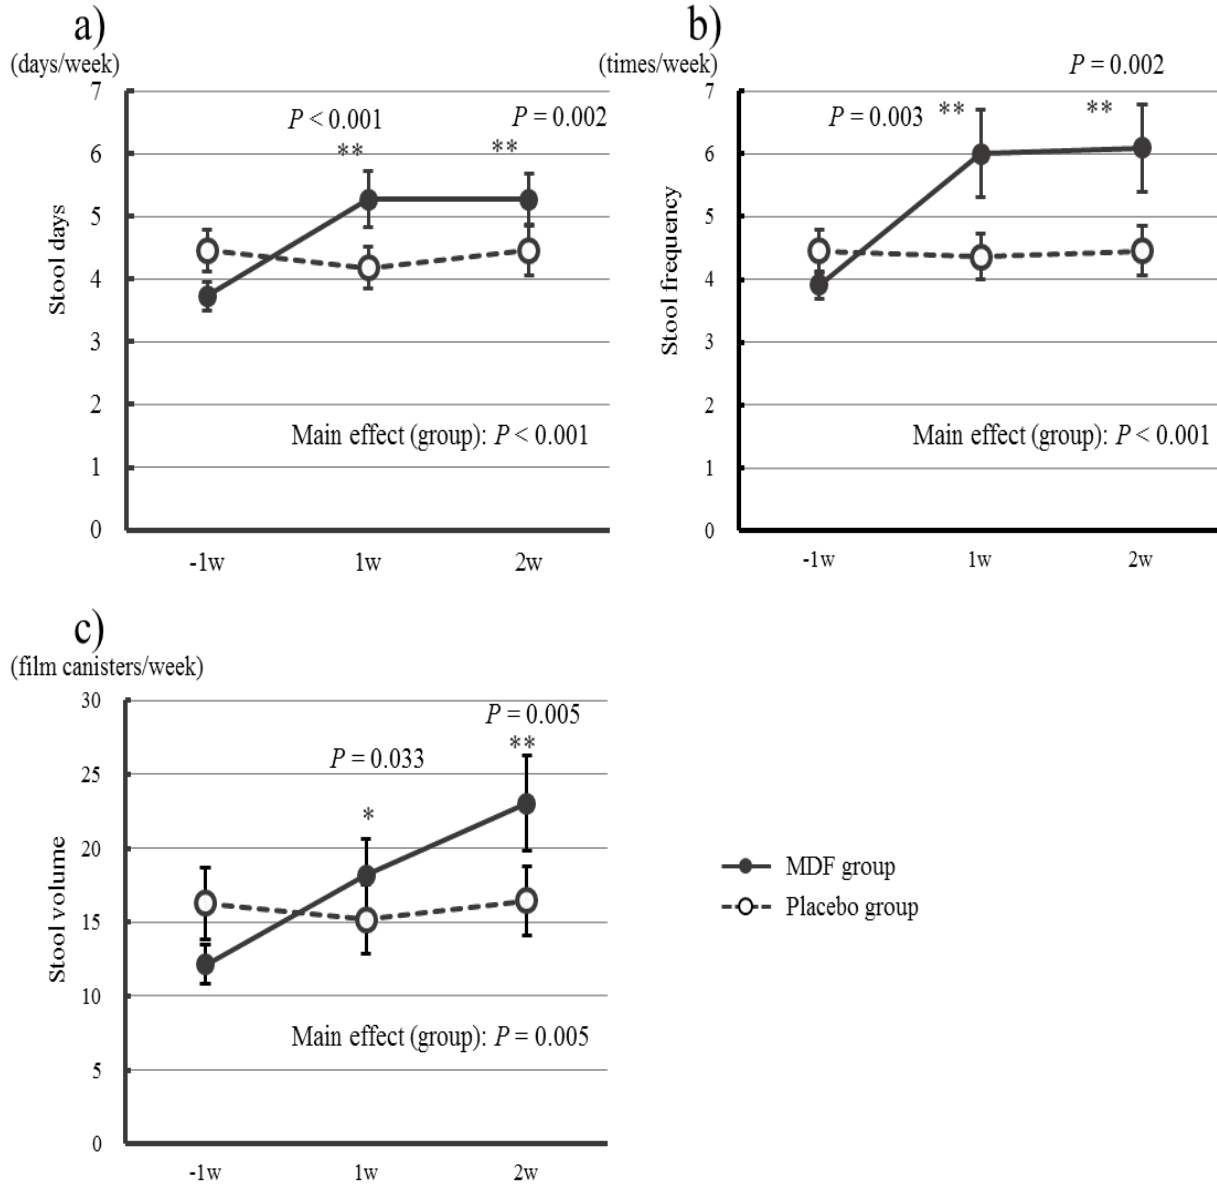 a)
(days/week)
7
6
5
4
3
2
1
0
Stool days
P < 0.001
**
P = 0.002
**
Main effect (group): P < 0.001
-1w 1w 2w
b)
(times/week)
7
6
5
4
3
2
1
0
Stool frequency
P = 0.003
**
P = 0.002
**
Main effect (group): P < 0.001
-1w 1w 2w
c)
(film canisters/week)
30
25
20
15
10
5
0
Stool volume
P = 0.033
*
P = 0.005
**
Main effect (group): P = 0.005
-1w 1w 2w
MDF group
Placebo group